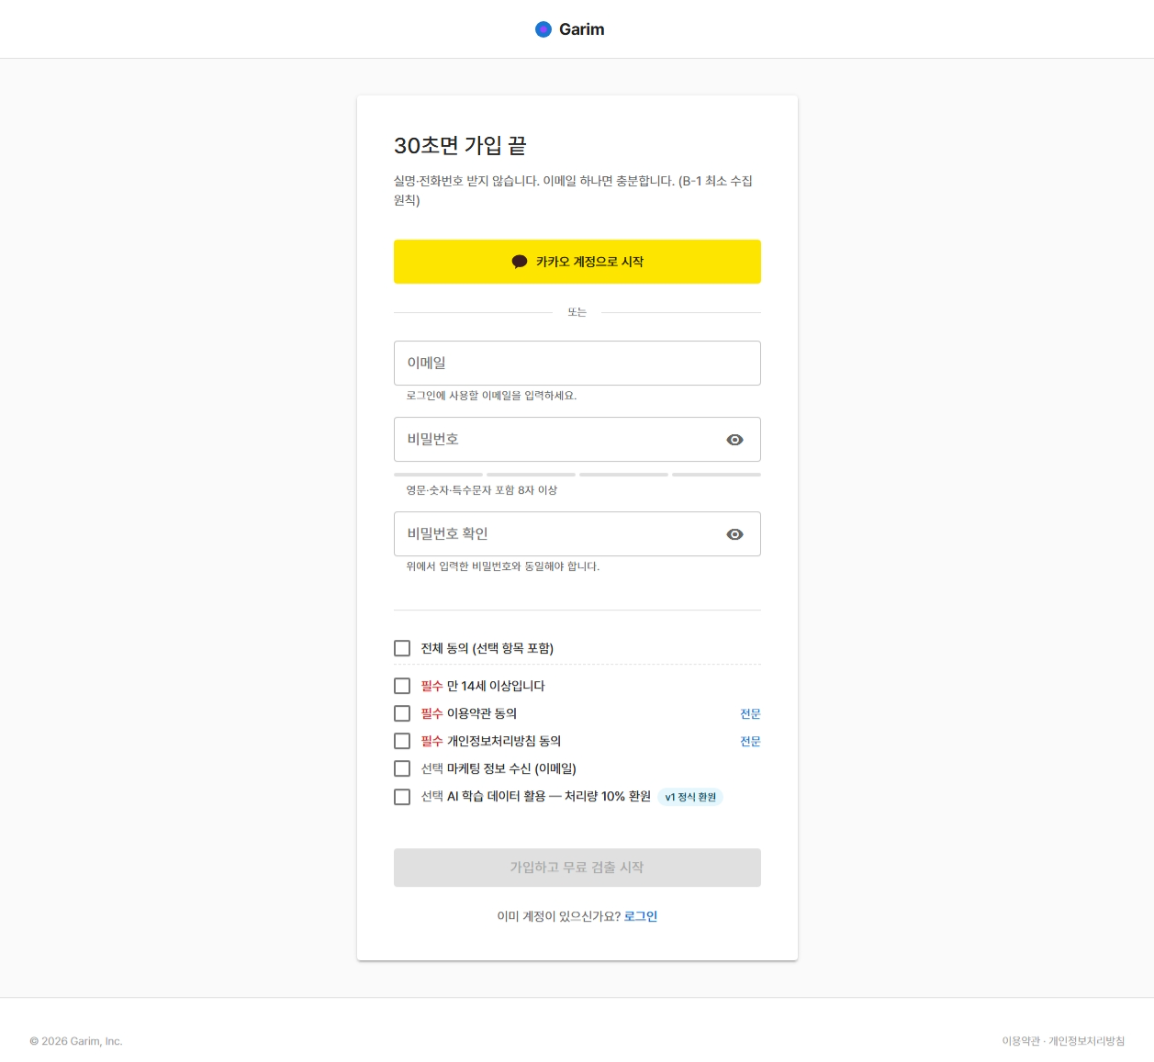 Garim
30초면 가입 끝
실명·전화번호 받지 않습니다. 이메일 하나면 충분합니다. (B-1 최소 수집
원칙)
카카오 계정으로 시작
또는
이메일
로그인에 사용할 이메일을 입력하세요.
비밀번호
영문·숫자·특수문자 포함 8자 이상
비밀번호 확인
위에서 입력한 비밀번호와 동일해야 합니다.
전체 동의 (선택 항목 포함)
필수 만 14세 이상입니다
필수 이용약관 동의 전문
필수 개인정보처리방침 동의 전문
선택 마케팅 정보 수신 (이메일)
선택 AI 학습 데이터 활용 — 처리량 10% 환원 v1 정식 환원
가입하고 무료 검출 시작
이미 계정이 있으신가요? 로그인
© 2026 Garim, Inc.
이용약관 · 개인정보처리방침